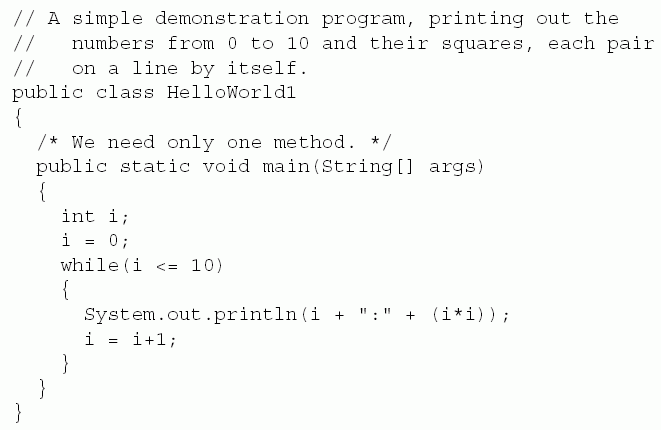 // A simple demonstration program, printing out the
//   numbers from 0 to 10 and their squares, each pair
//   on a line by itself.
public class HelloWorld1
{
  /* We need only one method. */
  public static void main(String[] args)
  {
    int i;
    i = 0;
    while(i <= 10)
    {
      System.out.println(i + ":" + (i*i));
      i = i+1;
    }
  }
}